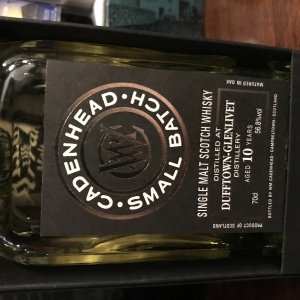 CADENHEAD • SMALL BATCH •
MATURED IN OAK
SINGLE MALT SCOTCH WHISKY
DISTILLED AT
DUFFTOWN-GLENLIVET
DISTILLERY
AGED 10 YEARS
56.8%vol
70cl
BOTTLED BY WM CADENHEAD • CAMPBELTOWN • SCOTLAND
PRODUCT OF SCOTLAND